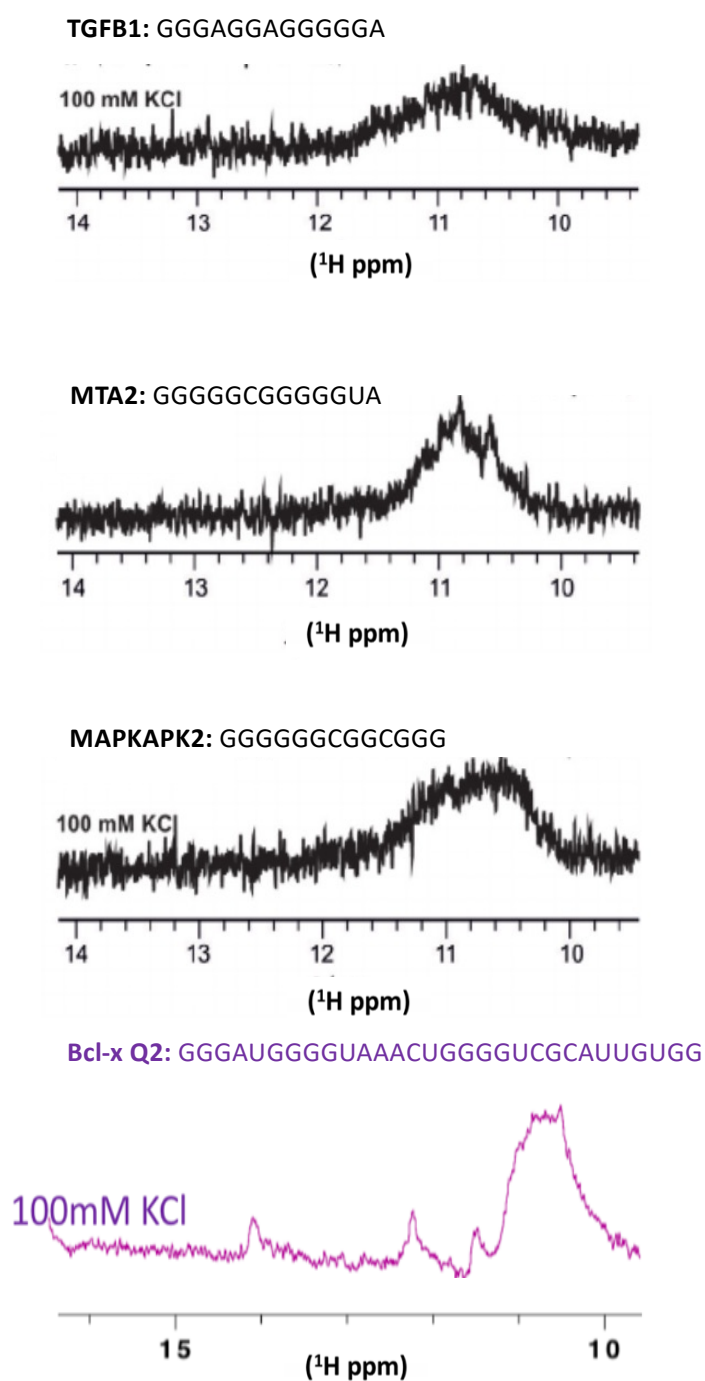 TGFB1: GGGAGGAGGGGGA
100 mM KCl
14 13 12 11 10
(¹H ppm)
MTA2: GGGGGCGGGGGUA
14 13 12 11 10
(¹H ppm)
MAPKAPK2: GGGGGGCGGCGGG
100 mM KCl
14 13 12 11 10
(¹H ppm)
Bcl-x Q2: GGGAUGGGGUAAACUGGGGUCGCAUUGUGG
100mM KCl
15 10
(¹H ppm)